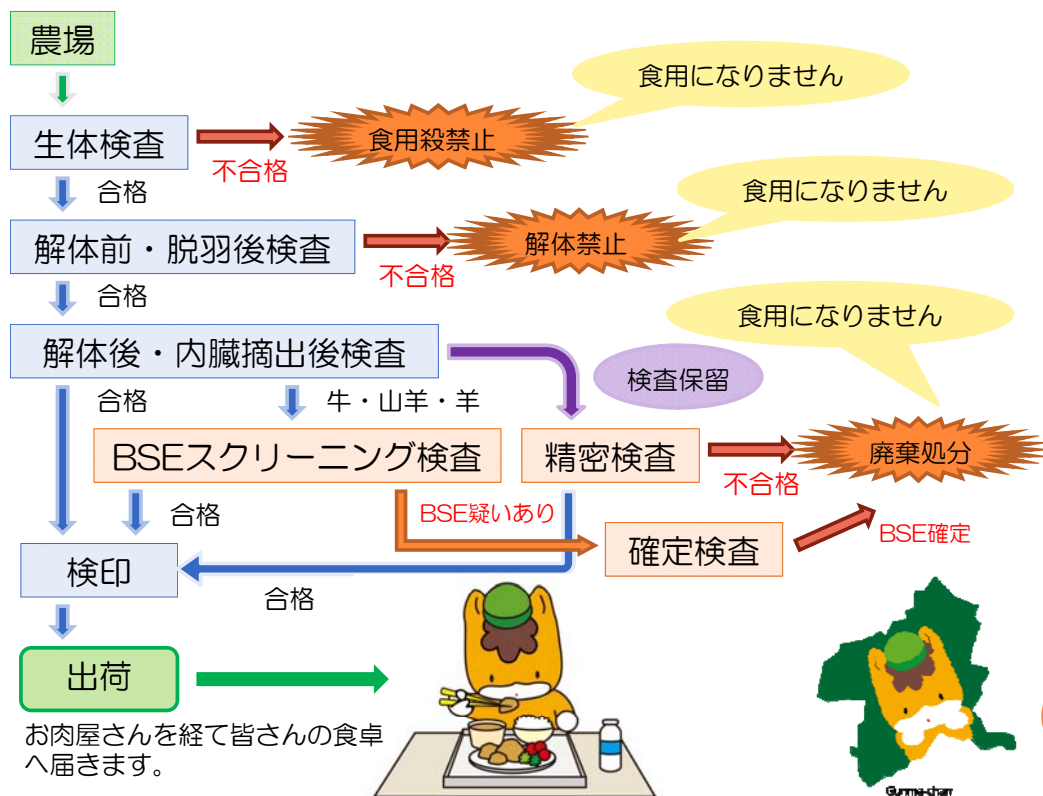 農場
食用になりません
生体検査
不合格
食用殺禁止
合格
食用になりません
解体前・脱羽後検査
不合格
解体禁止
合格
食用になりません
解体後・内臓摘出後検査
検査保留
合格
牛・山羊・羊
BSEスクリーニング検査
精密検査
不合格
廃棄処分
合格
BSE疑いあり
確定検査
BSE確定
検印
合格
出荷
お肉屋さんを経て皆さんの食卓
へ届きます。
Gunma-chan